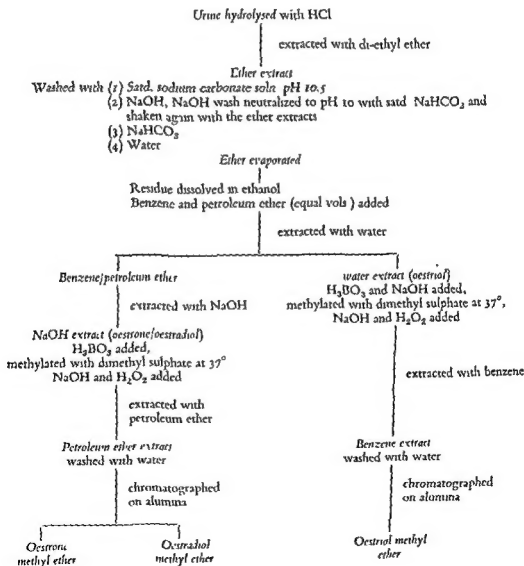 Urine hydrolysed with HCl
extracted with di-ethyl ether
Ether extract
Washed with (1) Satd. sodium carbonate soln pH 10.5
(2) NaOH, NaOH wash neutralized to pH 10 with satd NaHCO₃ and
shaken again with the ether extracts
(3) NaHCO₃
(4) Water
Ether evaporated
Residue dissolved in ethanol
Benzene and petroleum ether (equal vols ) added
extracted with water
Benzene/petroleum ether
extracted with NaOH
NaOH extract (oestrone/oestradiol)
H₃BO₃ added,
methylated with dimethyl sulphate at 37°
NaOH and H₂O₂ added
extracted with
petroleum ether
Petroleum ether extract
washed with water
chromatographed
on alumina
Oestrone
methyl ether
Oestradiol
methyl ether
water extract (oestriol)
H₃BO₃ and NaOH added,
methylated with dimethyl sulphate at 37°,
NaOH and H₂O₂ added
extracted with benzene
Benzene extract
washed with water
chromatographed
on alumina
Oestriol methyl
ether